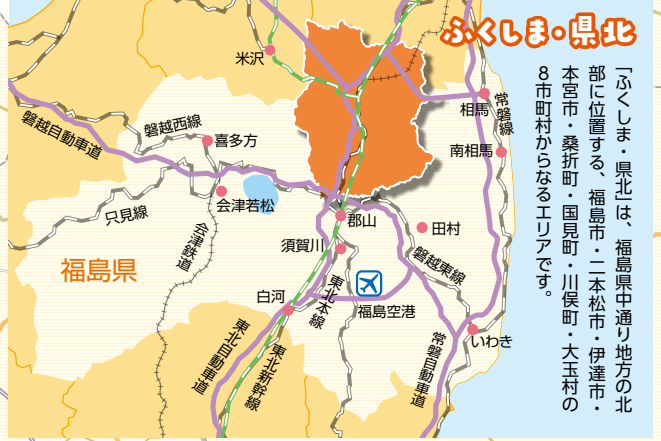 ふくしま・県北
「ふくしま・県北」は、福島県中通り地方の北
部に位置する、福島市・二本松市・伊達市・
本宮市・桑折町・国見町・川俣町・大玉村の
8市町村からなるエリアです。
米沢
相馬
常磐線
磐越西線
喜多方
南相馬
磐越自動車道
会津若松
只見線
郡山
田村
会津鉄道
須賀川
磐越東線
福島県
白河
東北本線
福島空港
いわき
東北自動車道
東北新幹線
常磐自動車道